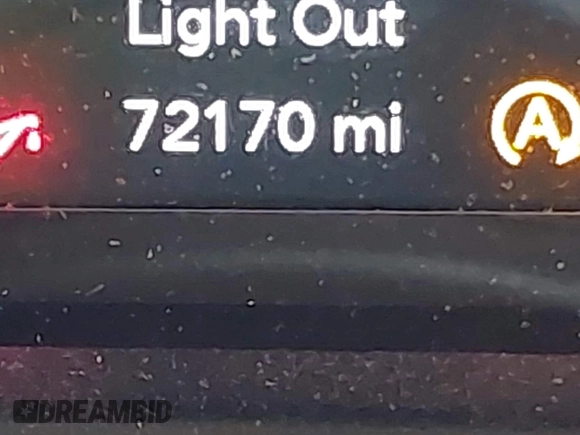 Light Out
72170 mi
A
DREAMBID